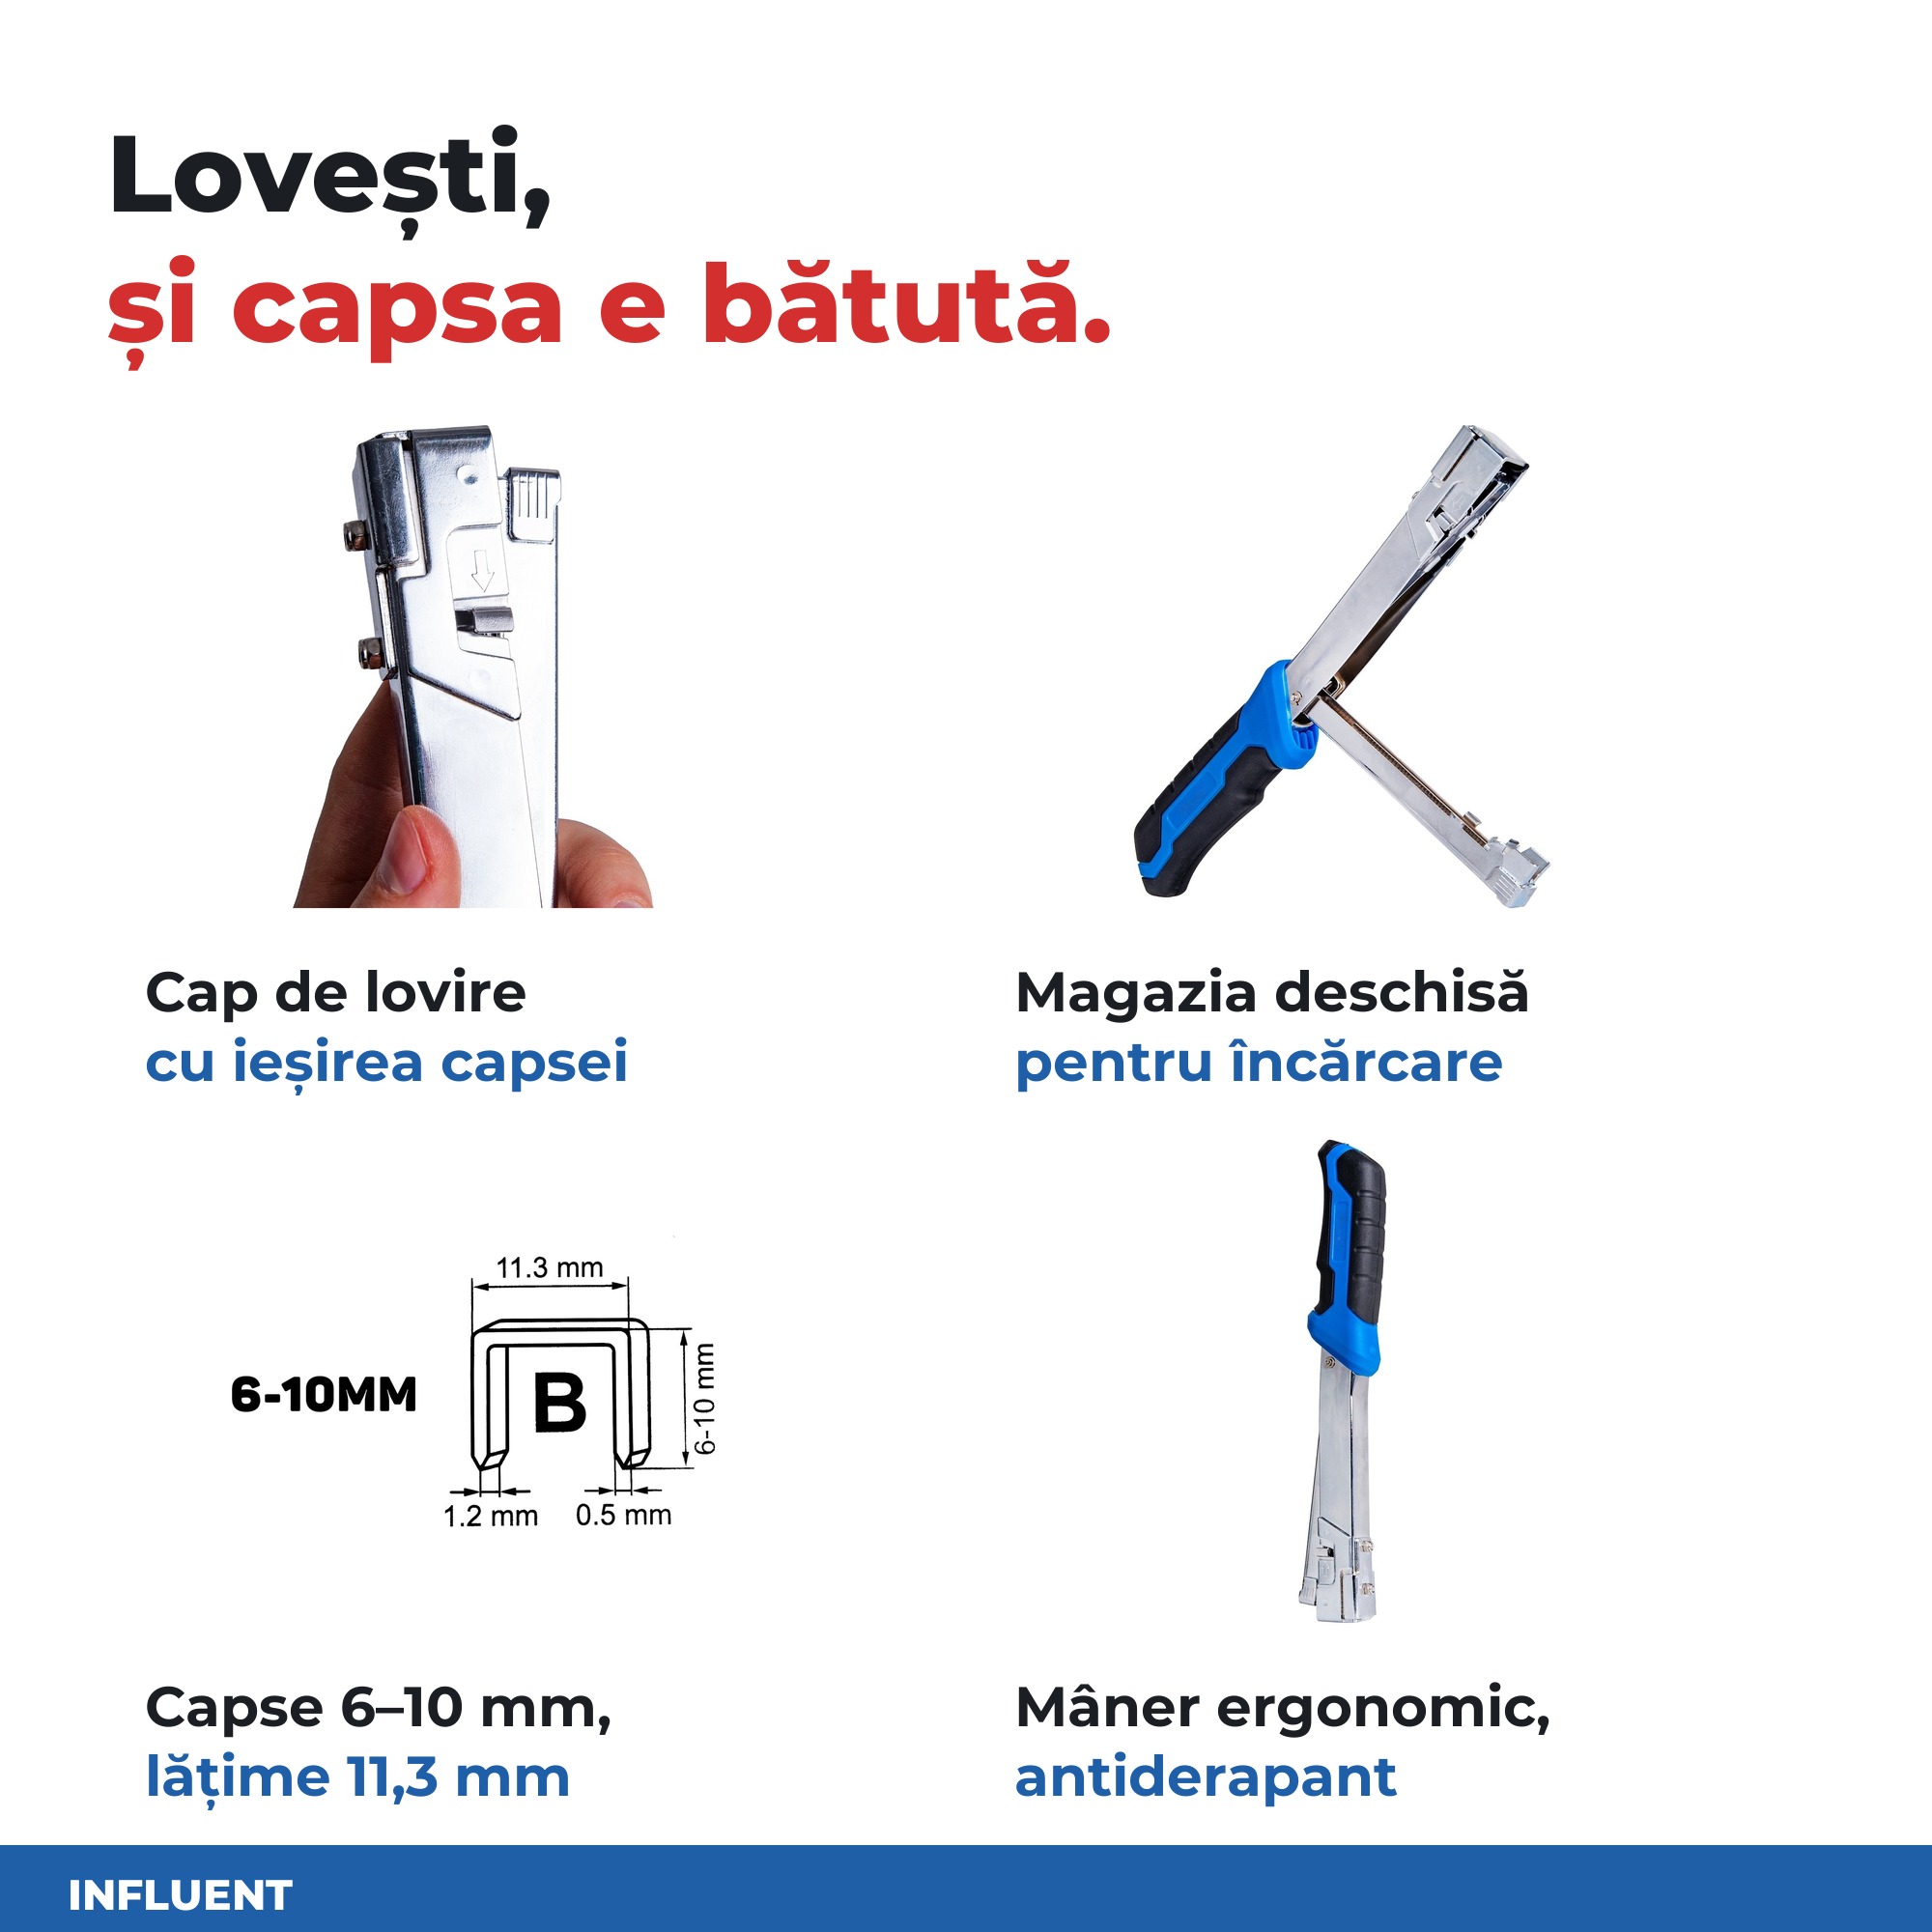 Lovești,
și capsa e bătută.
Cap de lovire
cu ieșirea capsei
Magazia deschisă
pentru încărcare
11.3 mm
6-10MM
B
6-10 mm
1.2 mm
0.5 mm
Capse 6–10 mm,
lățime 11,3 mm
Mâner ergonomic,
antiderapant
INFLUENT